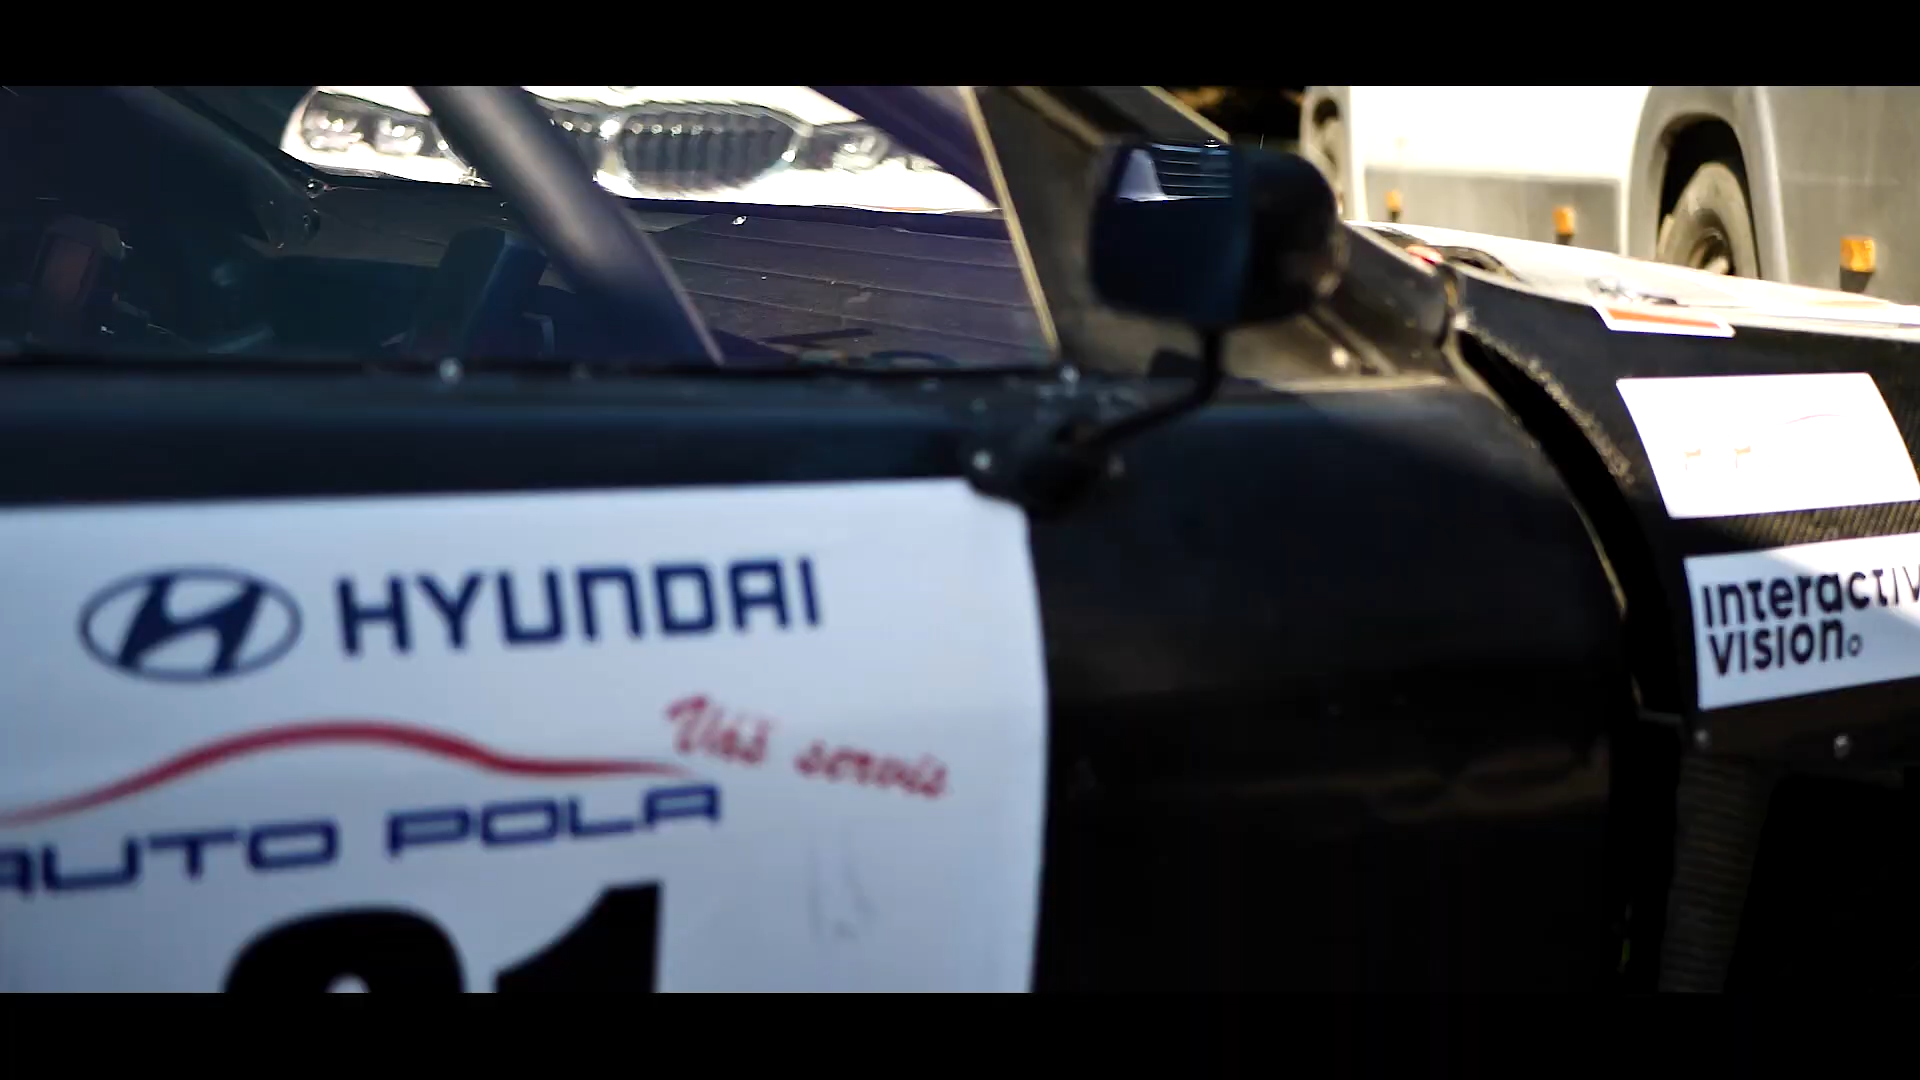 HYUNDAI
Váš servis
AUTO POLA
interactiv
vision